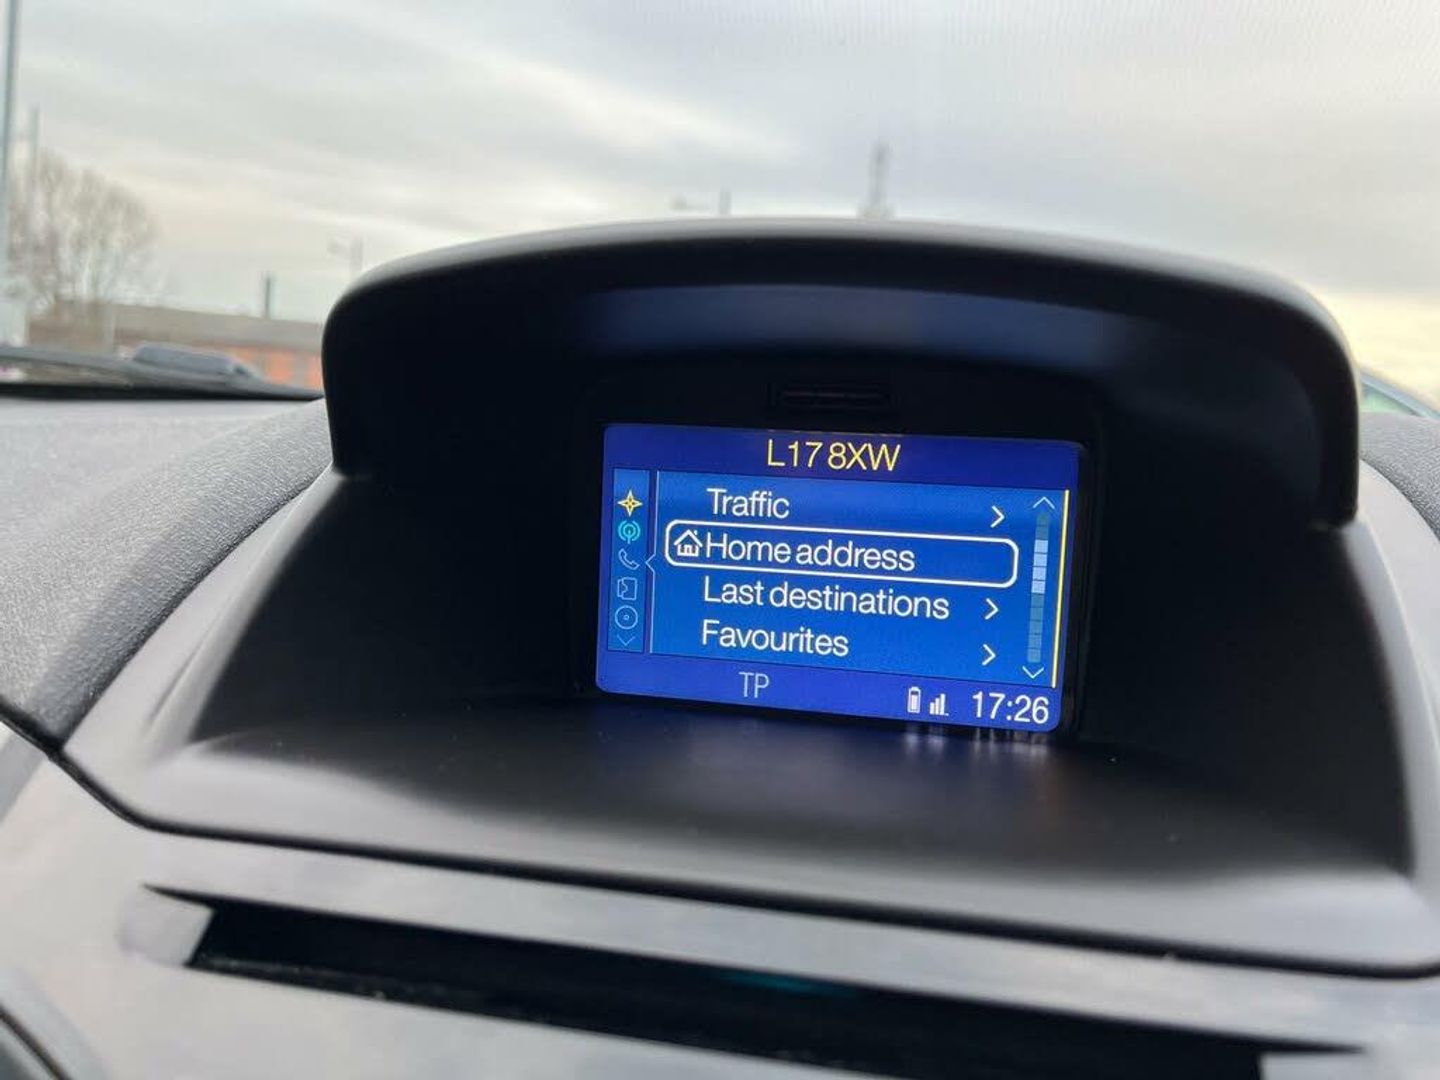 L17 8XW
Traffic
Home address
Last destinations
Favourites
TP
17:26